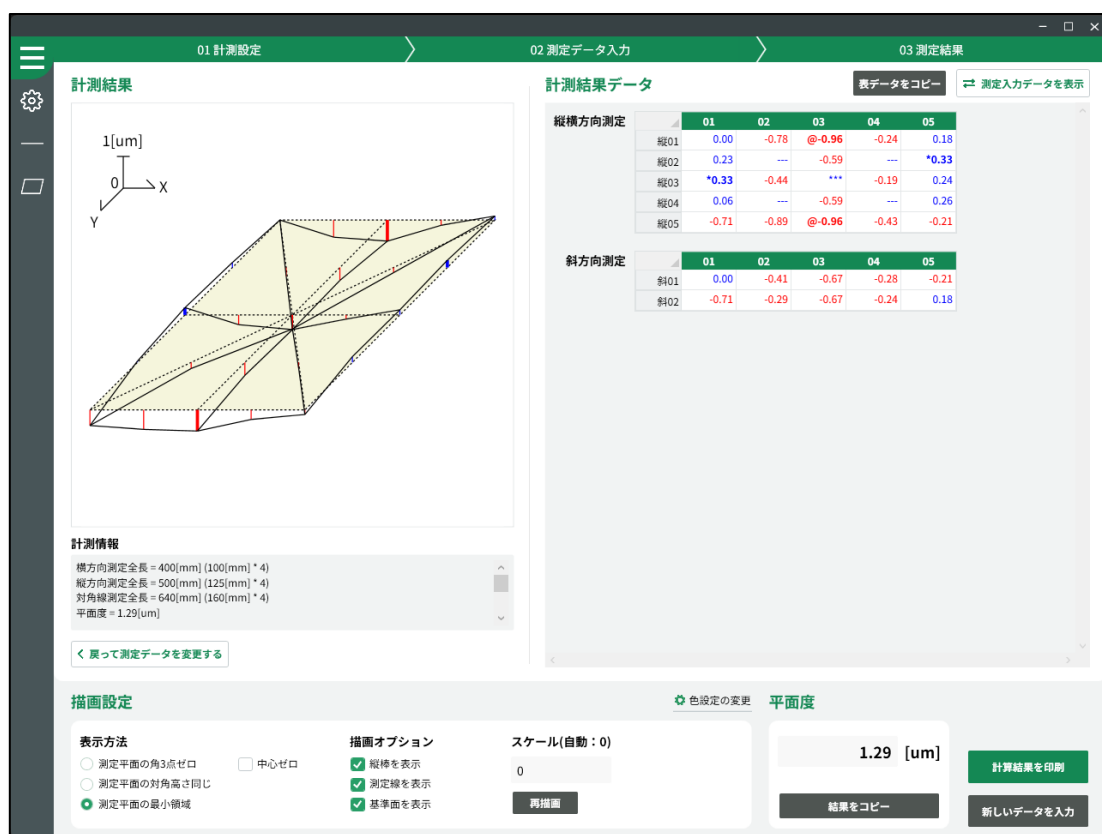 01 計測設定
02 測定データ入力
03 測定結果
計測結果
1[um]
0
X
Y
計測情報
横方向測定全長 = 400[mm] (100[mm] * 4)
縦方向測定全長 = 500[mm] (125[mm] * 4)
対角線測定全長 = 640[mm] (160[mm] * 4)
平面度 = 1.29[um]
戻って測定データを変更する
計測結果データ
表データをコピー
測定入力データを表示
縦横方向測定
01 02 03 04 05
縦01 0.00 -0.78 @-0.96 -0.24 0.18
縦02 0.23 --- -0.59 --- *0.33
縦03 *0.33 -0.44 *** -0.19 0.24
縦04 0.06 --- -0.59 --- 0.26
縦05 -0.71 -0.89 @-0.96 -0.43 -0.21
斜方向測定
01 02 03 04 05
斜01 0.00 -0.41 -0.67 -0.28 -0.21
斜02 -0.71 -0.29 -0.67 -0.24 0.18
描画設定
色設定の変更
表示方法
測定平面の角3点ゼロ
中心ゼロ
測定平面の対角高さ同じ
測定平面の最小領域
描画オプション
縦棒を表示
測定線を表示
基準面を表示
スケール(自動：0)
0
再描画
平面度
1.29 [um]
結果をコピー
計算結果を印刷
新しいデータを入力